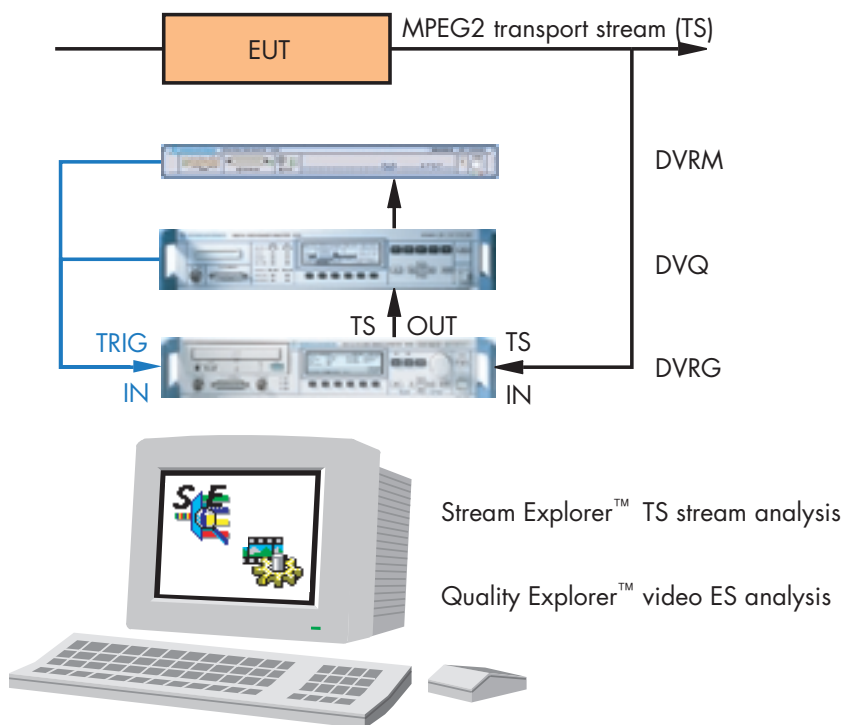 EUT
MPEG2 transport stream (TS)
DVRM
DVQ
TS OUT
TRIG
IN
TS
IN
DVRG
S E
Stream Explorer™ TS stream analysis
Quality Explorer™ video ES analysis